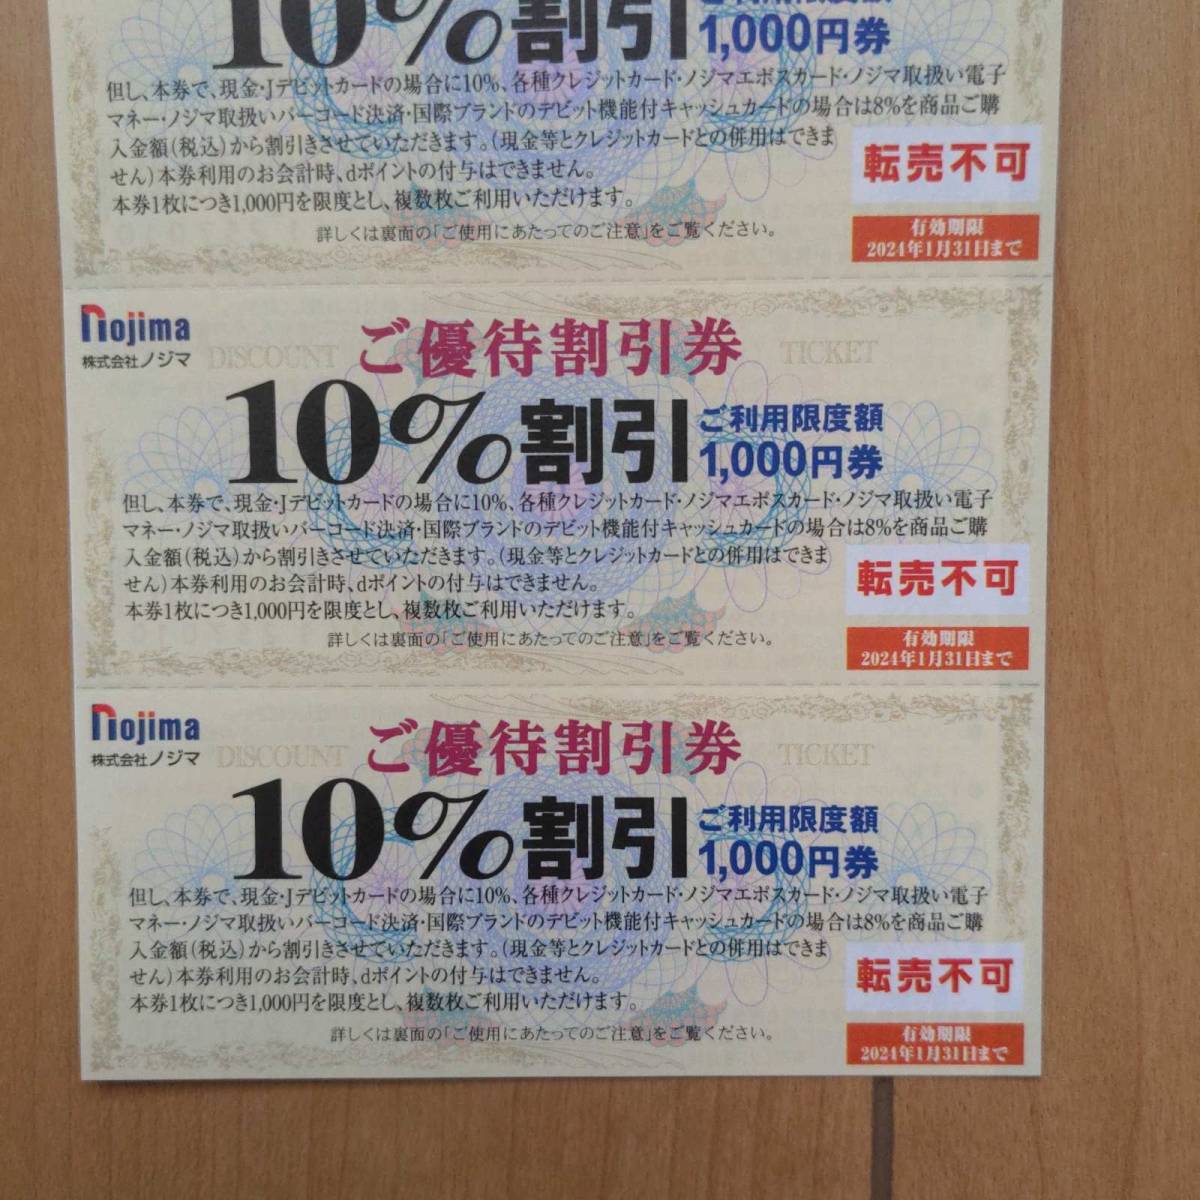 10%割引
1,000円券
但し、本券で、現金・Jデビットカードの場合に10%、各種クレジットカード・ノジマエポスカード・ノジマ取扱い電子
マネー・ノジマ取扱いバーコード決済・国際ブランドのデビット機能付キャッシュカードの場合は8%を商品ご購
入金額(税込)から割引きさせていただきます。(現金等とクレジットカードとの併用はできま
せん)本券利用のお会計時、dポイントの付与はできません。
本券1枚につき1,000円を限度とし、複数枚ご利用いただけます。
転売不可
詳しくは裏面の「ご使用にあたってのご注意」をご覧ください。
有効期限
2024年1月31日まで
nojima
株式会社ノジマ
DISCOUNT
ご優待割引券
TICKET
10%割引
ご利用限度額
1,000円券
但し、本券で、現金・Jデビットカードの場合に10%、各種クレジットカード・ノジマエポスカード・ノジマ取扱い電子
マネー・ノジマ取扱いバーコード決済・国際ブランドのデビット機能付キャッシュカードの場合は8%を商品ご購
入金額(税込)から割引きさせていただきます。(現金等とクレジットカードとの併用はできま
せん)本券利用のお会計時、dポイントの付与はできません。
本券1枚につき1,000円を限度とし、複数枚ご利用いただけます。
転売不可
詳しくは裏面の「ご使用にあたってのご注意」をご覧ください。
有効期限
2024年1月31日まで
nojima
株式会社ノジマ
DISCOUNT
ご優待割引券
TICKET
10%割引
ご利用限度額
1,000円券
但し、本券で、現金・Jデビットカードの場合に10%、各種クレジットカード・ノジマエポスカード・ノジマ取扱い電子
マネー・ノジマ取扱いバーコード決済・国際ブランドのデビット機能付キャッシュカードの場合は8%を商品ご購
入金額(税込)から割引きさせていただきます。(現金等とクレジットカードとの併用はできま
せん)本券利用のお会計時、dポイントの付与はできません。
本券1枚につき1,000円を限度とし、複数枚ご利用いただけます。
転売不可
詳しくは裏面の「ご使用にあたってのご注意」をご覧ください。
有効期限
2024年1月31日まで